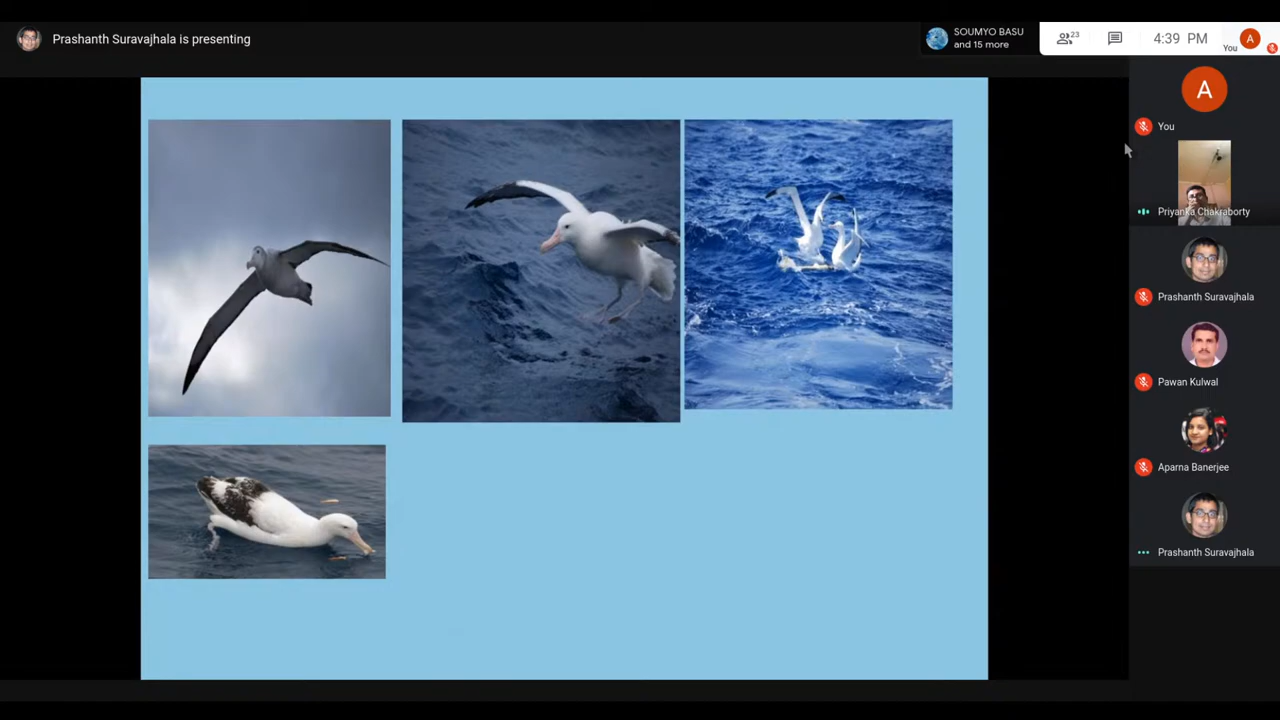 Prashanth Suravajhala is presenting
SOUMYO BASU
and 15 more
23
4:39 PM
You
A
A
You
Priyanka Chakraborty
Prashanth Suravajhala
Pawan Kulwal
Aparna Banerjee
Prashanth Suravajhala